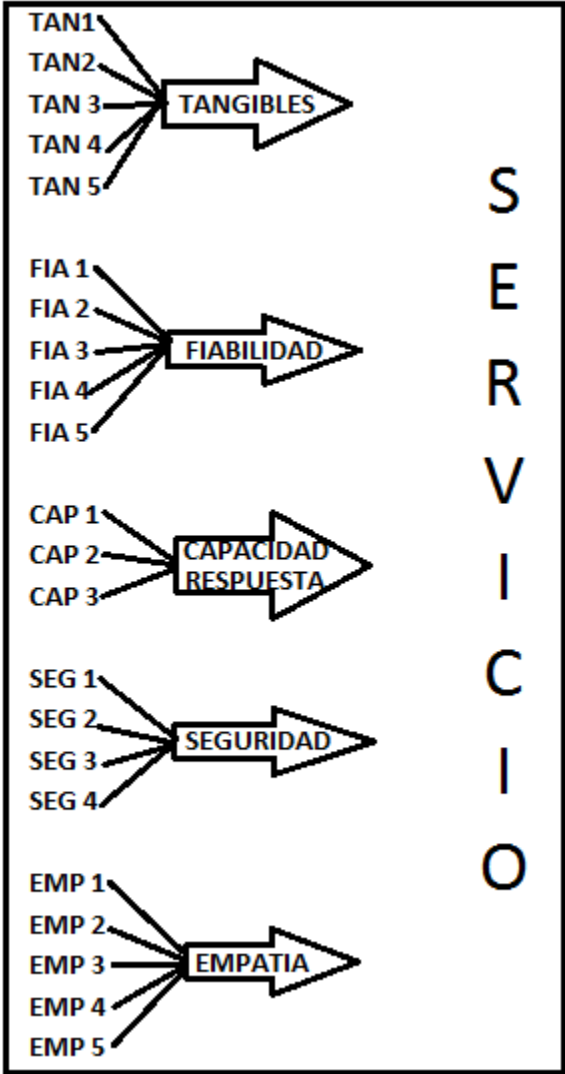 TAN1
TAN2
TAN 3
TAN 4
TAN 5
TANGIBLES
FIA 1
FIA 2
FIA 3
FIA 4
FIA 5
FIABILIDAD
CAP 1
CAP 2
CAP 3
CAPACIDAD
RESPUESTA
SEG 1
SEG 2
SEG 3
SEG 4
SEGURIDAD
EMP 1
EMP 2
EMP 3
EMP 4
EMP 5
EMPATIA
S
E
R
V
I
C
I
O